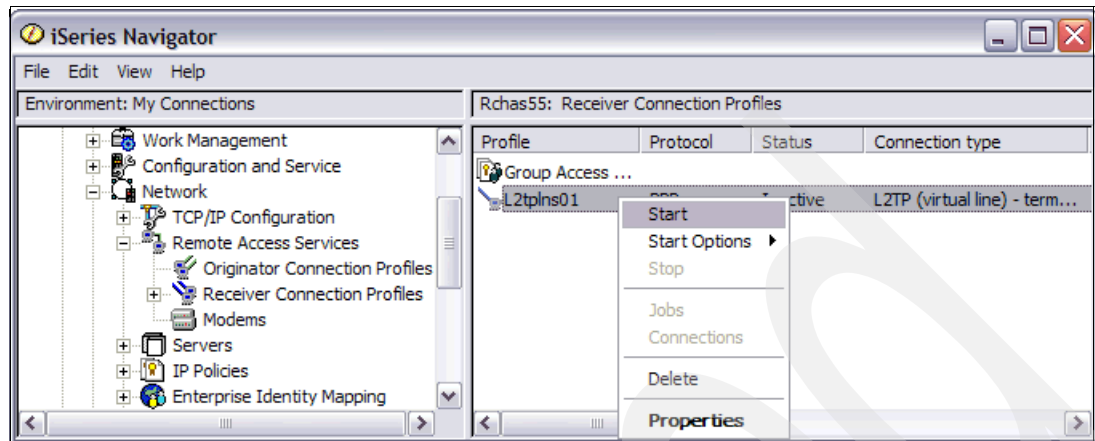 iSeries Navigator
File Edit View Help
Environment: My Connections
Rchas55: Receiver Connection Profiles
Work Management
Configuration and Service
Network
TCP/IP Configuration
Remote Access Services
Originator Connection Profiles
Receiver Connection Profiles
Modems
Servers
IP Policies
Enterprise Identity Mapping
Profile Protocol Status Connection type
Group Access ...
L2tplns01 L2TP (virtual line) - term...
Start
Start Options
Stop
Jobs
Connections
Delete
Properties